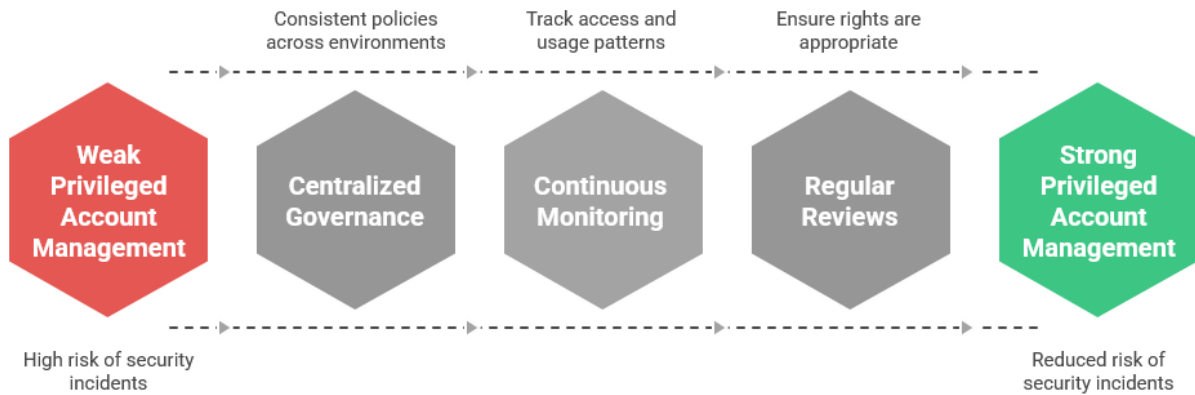 Consistent policies
across environments
Track access and
usage patterns
Ensure rights are
appropriate
Weak
Privileged
Account
Management
Centralized
Governance
Continuous
Monitoring
Regular
Reviews
Strong
Privileged
Account
Management
High risk of security
incidents
Reduced risk of
security incidents